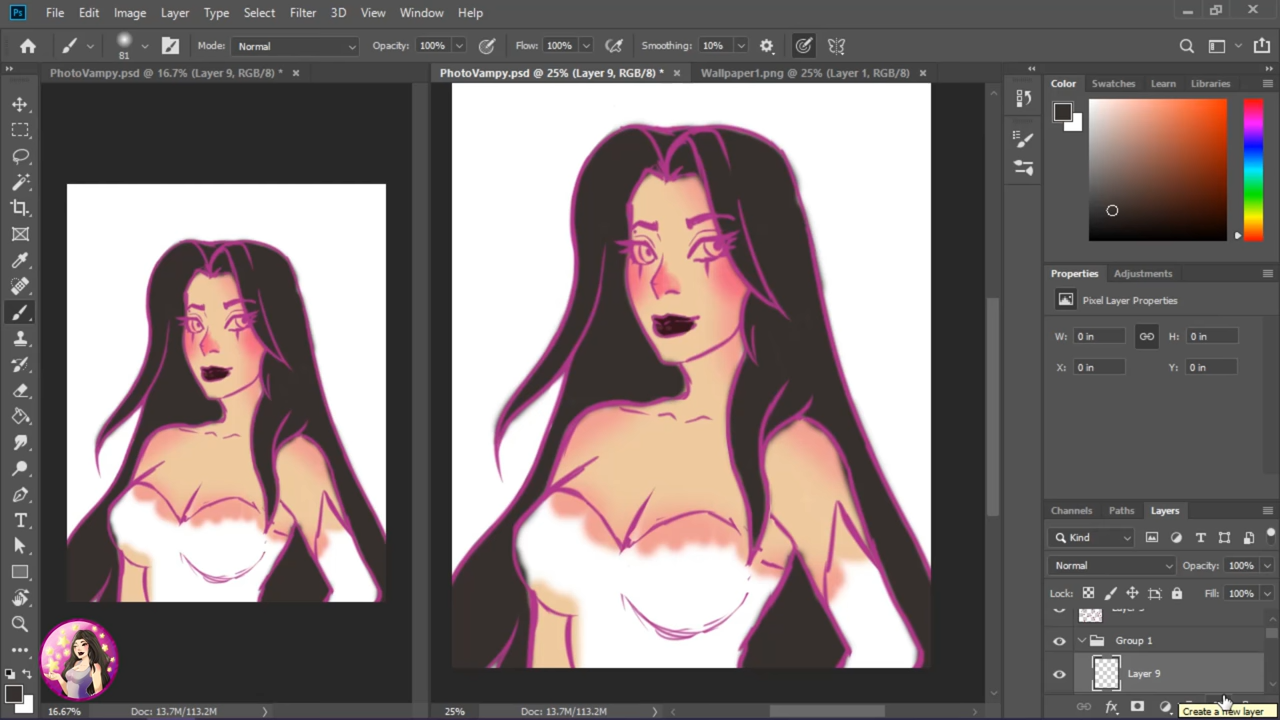 Ps File Edit Image Layer Type Select Filter 3D View Window Help
81 Mode: Normal Opacity: 100% Flow: 100% Smoothing: 10%
PhotoVampy.psd @ 16.7% (Layer 9, RGB/8) *
PhotoVampy.psd @ 25% (Layer 9, RGB/8) *
Wallpaper1.png @ 25% (Layer 1, RGB/8)
Color Swatches Learn Libraries
Properties Adjustments
Pixel Layer Properties
W: 0 in H: 0 in
X: 0 in Y: 0 in
Channels Paths Layers
Kind
Normal Opacity: 100%
Lock: Fill: 100%
Group 1
Layer 9
fx
Create a new layer
16.67% Doc: 13.7M/113.2M
25% Doc: 13.7M/113.2M